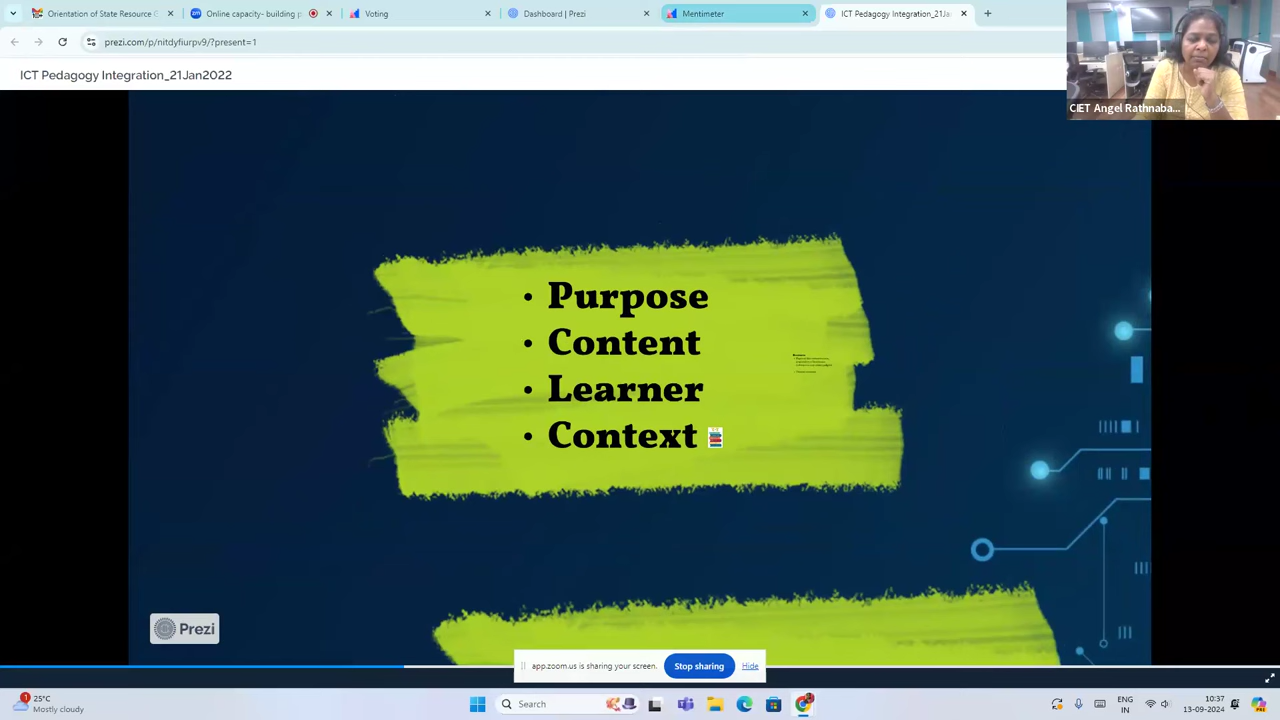 Orientation of State Resource G
Online capacity- building p
Voting
Dashboard | Prezi
Mentimeter
ICT Pedagogy Integration_21Ja
prezi.com/p/nitdyfiurpv9/?present=1
ICT Pedagogy Integration_21Jan2022
CIET Angel Rathnaba...
• Purpose
• Content
• Learner
• Context
Prezi
app.zoom.us is sharing your screen.
Stop sharing
Hide
1
25°C
Mostly cloudy
Search
ENG
IN
10:37
13-09-2024